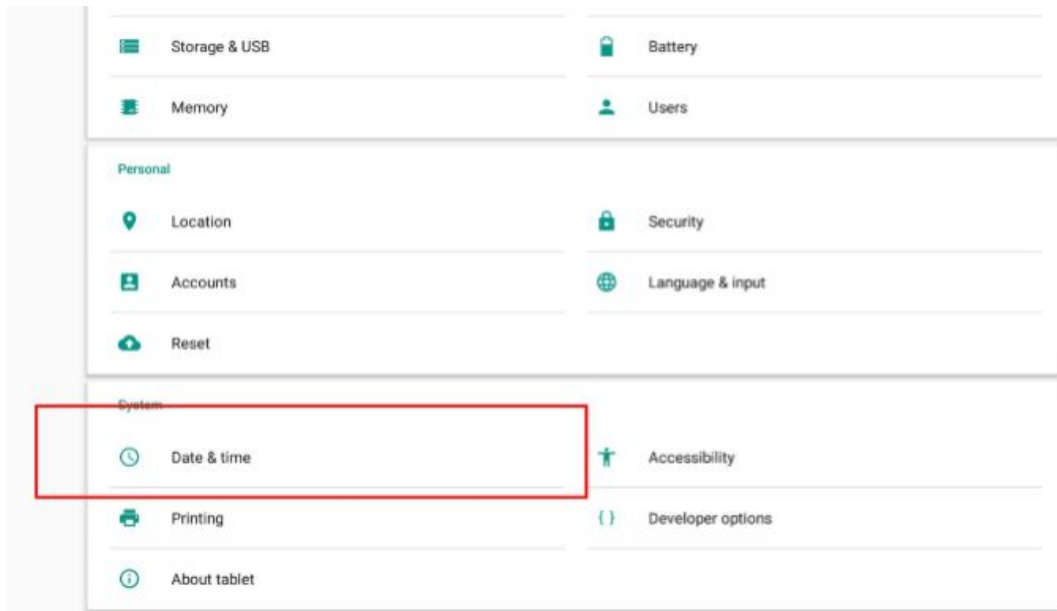 Storage & USB
Battery
Memory
Users
Personal
Location
Security
Accounts
Language & input
Reset
System
Date & time
Accessibility
Printing
{ } Developer options
About tablet